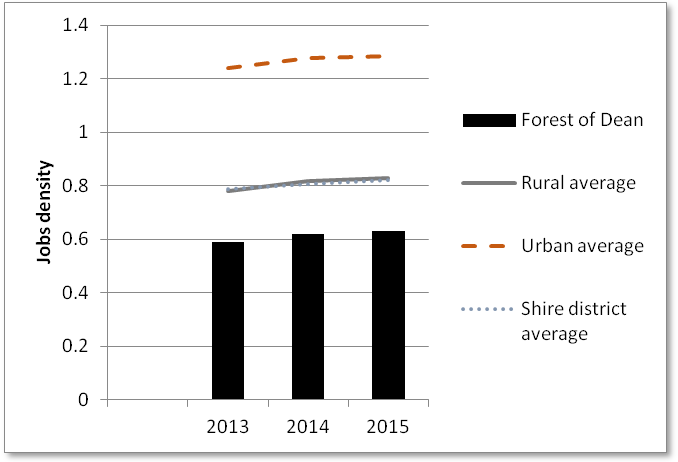 1.4
1.2
1
0.8
0.6
0.4
0.2
0
Jobs density
2013 2014 2015
Forest of Dean
Rural average
Urban average
Shire district
average